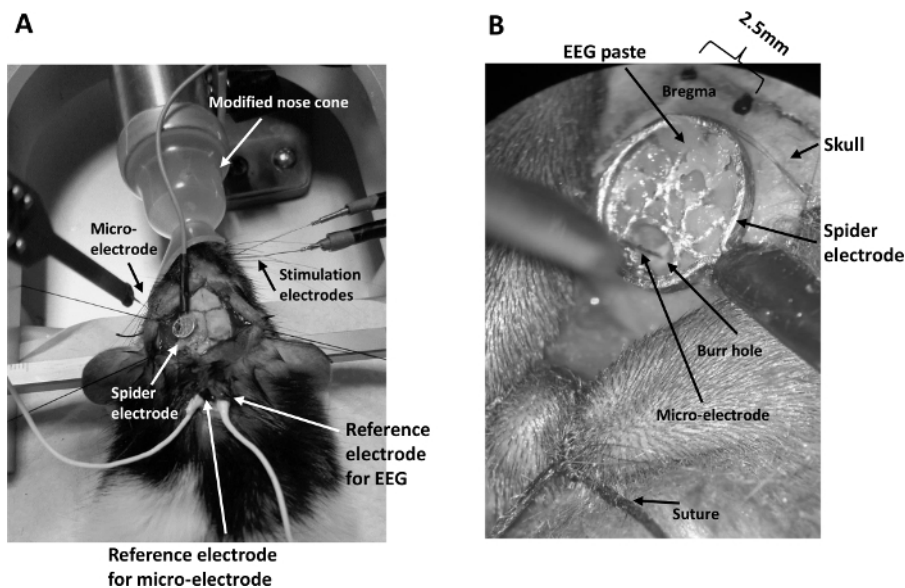 A
Modified nose cone
Micro-
electrode
Stimulation
electrodes
Spider
electrode
Reference
electrode
for EEG
Reference electrode
for micro-electrode
B
2.5mm
EEG paste
Bregma
Skull
Spider
electrode
Burr hole
Micro-electrode
Suture